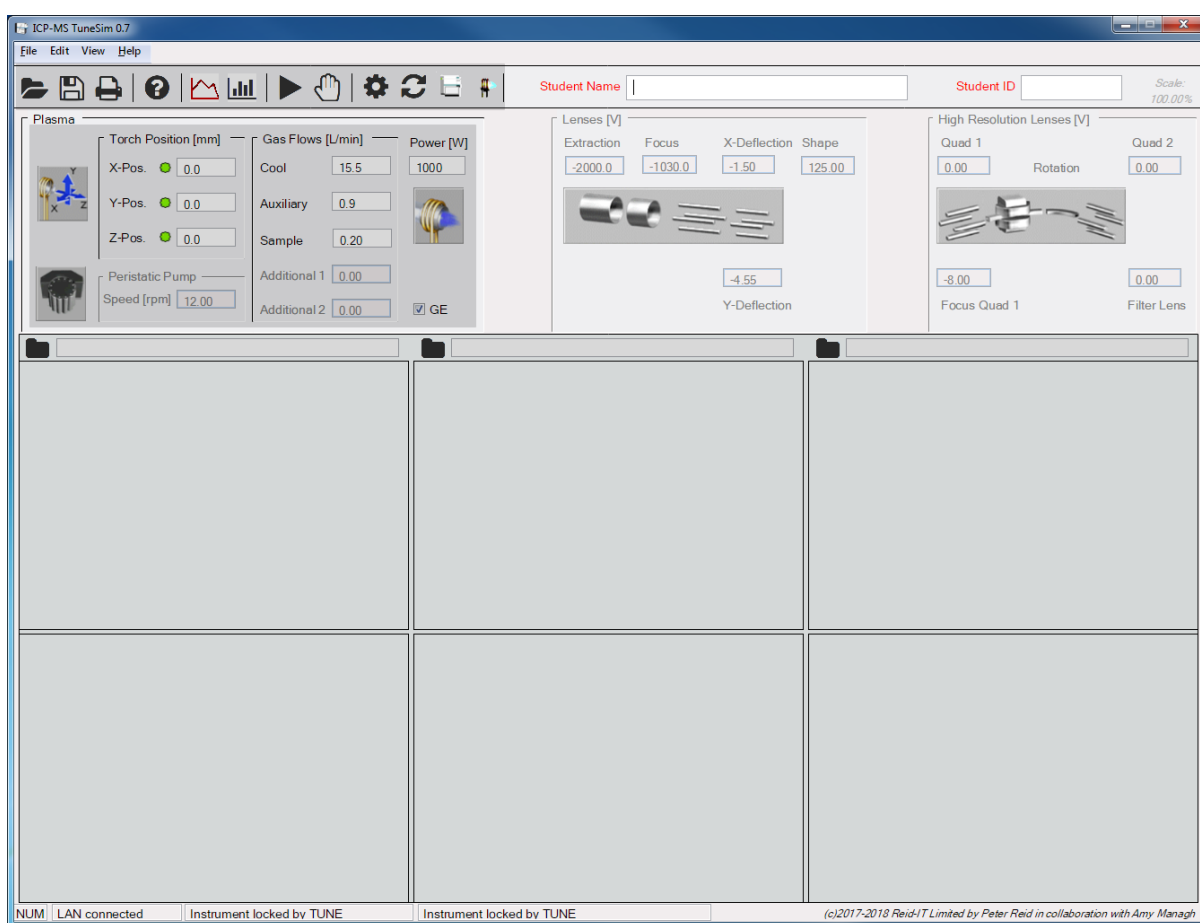 ICP-MS TuneSim 0.7
File Edit View Help
Student Name
Student ID
Scale:
100.00%
Plasma
Torch Position [mm]
X-Pos. 0.0
Y-Pos. 0.0
Z-Pos. 0.0
Y
X
Z
Peristatic Pump
Speed [rpm] 12.00
Gas Flows [L/min]
Cool 15.5
Auxiliary 0.9
Sample 0.20
Additional 1 0.00
Additional 2 0.00
Power [W]
1000
GE
Lenses [V]
Extraction Focus X-Deflection Shape
-2000.0 -1030.0 -1.50 125.00
-4.55
Y-Deflection
High Resolution Lenses [V]
Quad 1 Quad 2
0.00 Rotation 0.00
-8.00 0.00
Focus Quad 1 Filter Lens
NUM LAN connected Instrument locked by TUNE Instrument locked by TUNE (c)2017-2018 Reid-IT Limited by Peter Reid in collaboration with Amy Managh